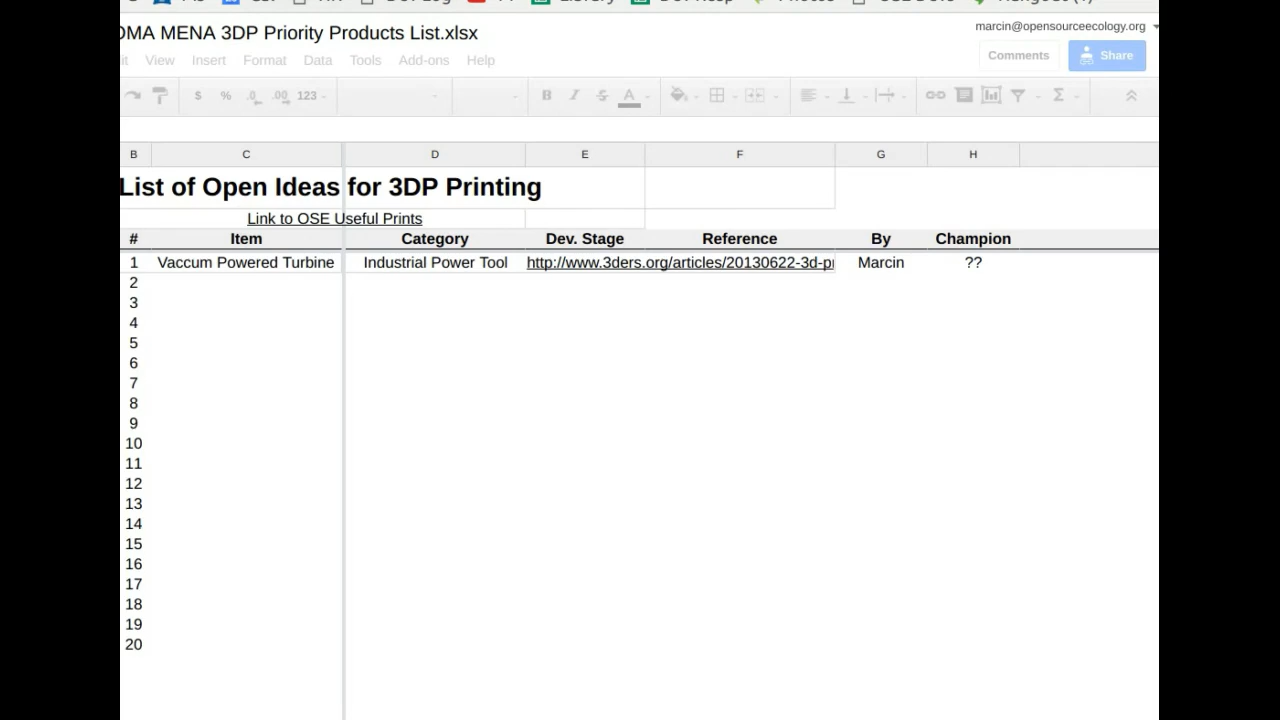 OMA MENA 3DP Priority Products List.xlsx
marcin@opensourceecology.org
View Insert Format Data Tools Add-ons Help
Comments Share
$ % .0 .00 123 B I S A Σ
B C D E F G H
List of Open Ideas for 3DP Printing
Link to OSE Useful Prints
# Item Category Dev. Stage Reference By Champion
1 Vaccum Powered Turbine Industrial Power Tool http://www.3ders.org/articles/20130622-3d-p Marcin ??
2
3
4
5
6
7
8
9
10
11
12
13
14
15
16
17
18
19
20